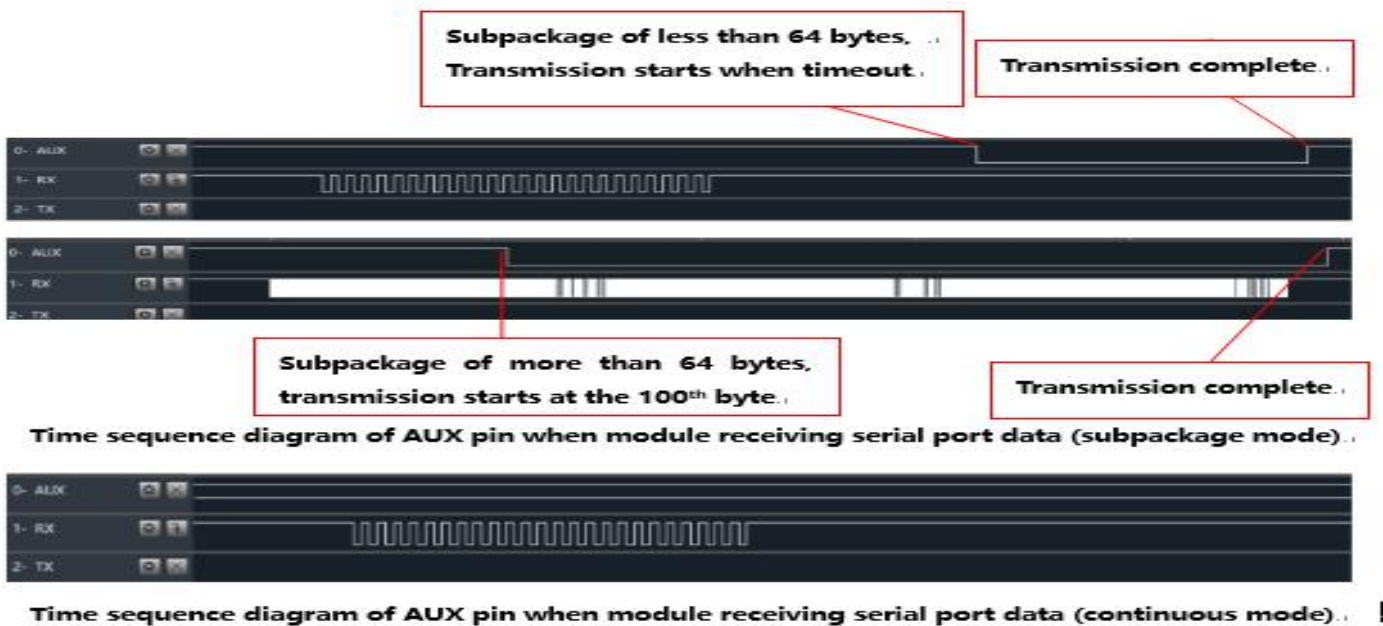 Subpackage of less than 64 bytes,
Transmission starts when timeout.
Transmission complete.
0- AUX
1- RX
2- TX
0- AUX
1- RX
2- TX
Subpackage of more than 64 bytes,
transmission starts at the 100th byte.
Transmission complete.
Time sequence diagram of AUX pin when module receiving serial port data (subpackage mode).
0- AUX
1- RX
2- TX
Time sequence diagram of AUX pin when module receiving serial port data (continuous mode).